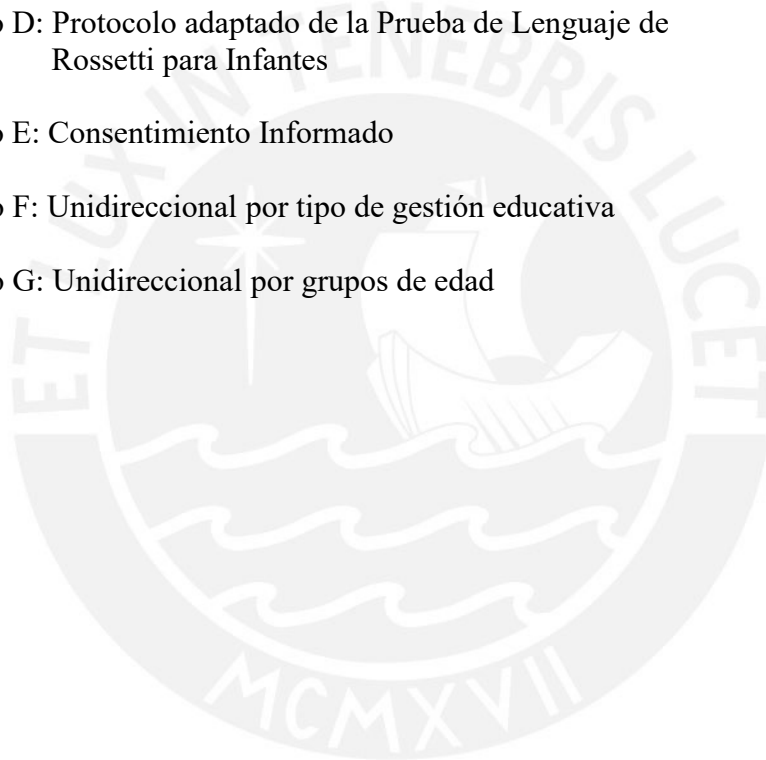 o D: Protocolo adaptado de la Prueba de Lenguaje de
Rossetti para Infantes
o E: Consentimiento Informado
o F: Unidireccional por tipo de gestión educativa
o G: Unidireccional por grupos de edad
ET LUX IN TENEBRIS LUCET
MCMXVII